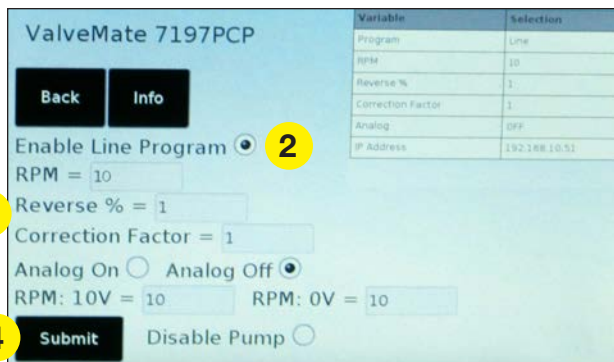 ValveMate 7197PCP
Back Info
Enable Line Program 2
RPM = 10
Reverse % = 1
Correction Factor = 1
Analog On Analog Off
RPM: 10V = 10 RPM: 0V = 10
4 Submit Disable Pump
Variable Selection
Program Line
RPM 10
Reverse % 1
Correction Factor 1
Analog OFF
IP Address 192.168.10.51